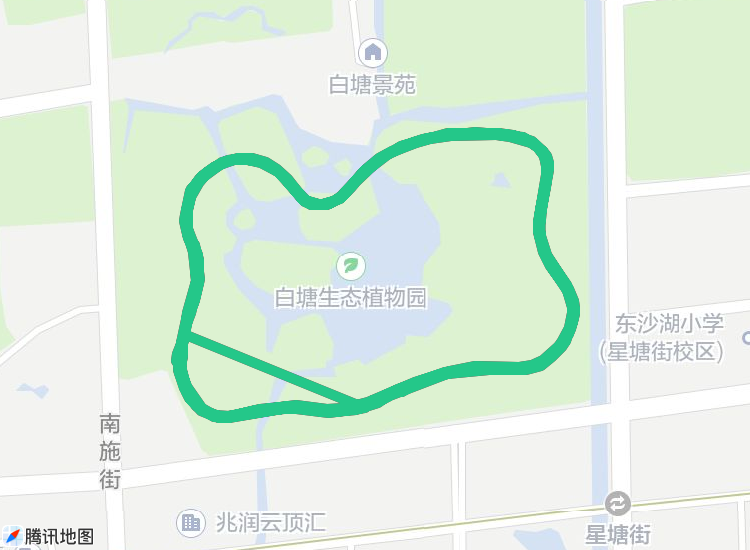 白塘景苑
白塘生态植物园
东沙湖小学
(星塘街校区)
南施街
兆润云顶汇
星塘街
腾讯地图